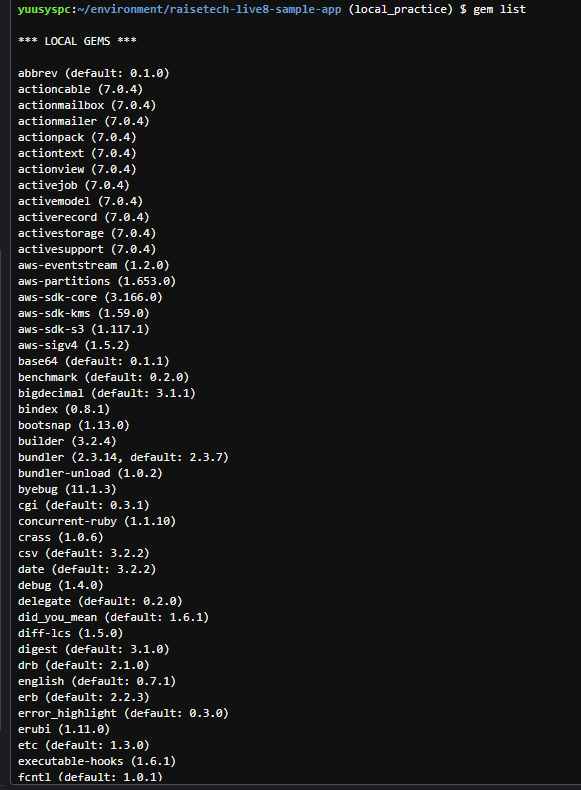 yuusyspc:~/environment/raisetech-live8-sample-app (local_practice) $ gem list
*** LOCAL GEMS ***
abbrev (default: 0.1.0)
actioncable (7.0.4)
actionmailbox (7.0.4)
actionmailer (7.0.4)
actionpack (7.0.4)
actiontext (7.0.4)
actionview (7.0.4)
activejob (7.0.4)
activemodel (7.0.4)
activerecord (7.0.4)
activestorage (7.0.4)
activesupport (7.0.4)
aws-eventstream (1.2.0)
aws-partitions (1.653.0)
aws-sdk-core (3.166.0)
aws-sdk-kms (1.59.0)
aws-sdk-s3 (1.117.1)
aws-sigv4 (1.5.2)
base64 (default: 0.1.1)
benchmark (default: 0.2.0)
bigdecimal (default: 3.1.1)
bindex (0.8.1)
bootsnap (1.13.0)
builder (3.2.4)
bundler (2.3.14, default: 2.3.7)
bundler-unload (1.0.2)
byebug (11.1.3)
cgi (default: 0.3.1)
concurrent-ruby (1.1.10)
crass (1.0.6)
csv (default: 3.2.2)
date (default: 3.2.2)
debug (1.4.0)
delegate (default: 0.2.0)
did_you_mean (default: 1.6.1)
diff-lcs (1.5.0)
digest (default: 3.1.0)
drb (default: 2.1.0)
english (default: 0.7.1)
erb (default: 2.2.3)
error_highlight (default: 0.3.0)
erubi (1.11.0)
etc (default: 1.3.0)
executable-hooks (1.6.1)
fcntl (default: 1.0.1)